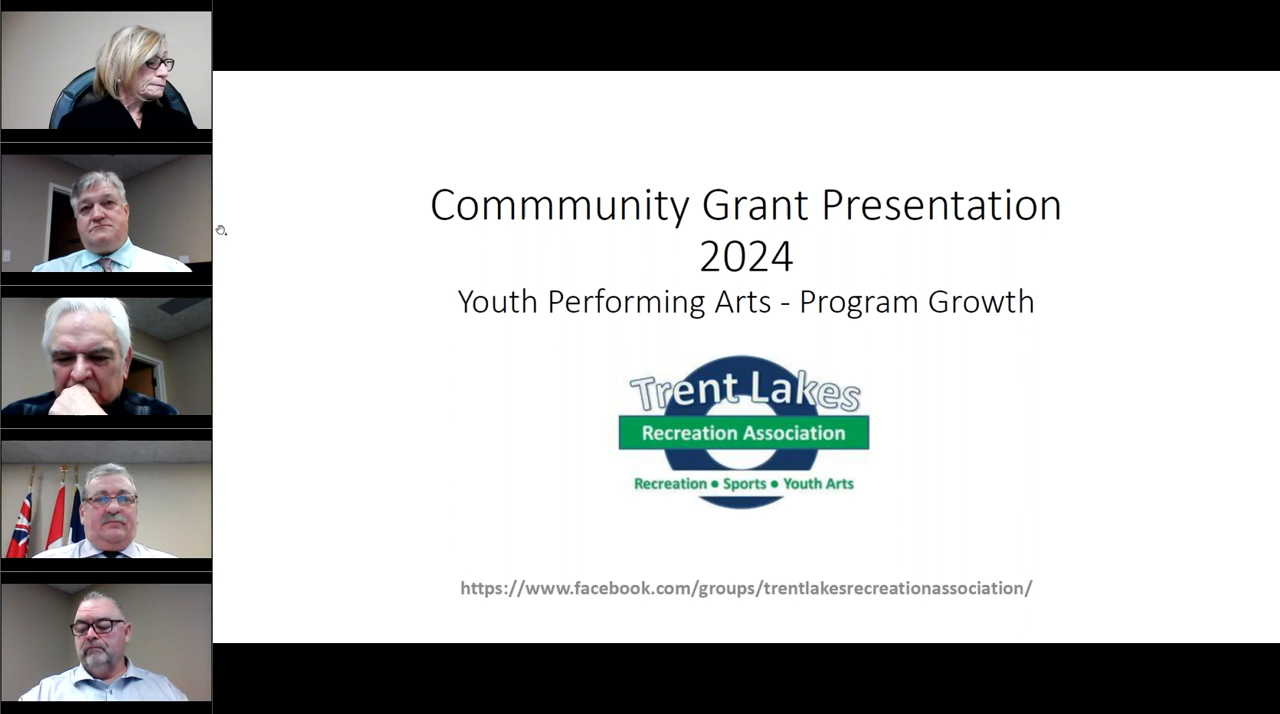 Commmunity Grant Presentation
2024
Youth Performing Arts - Program Growth
Trent Lakes
Recreation Association
Recreation • Sports • Youth Arts
https://www.facebook.com/groups/trentlakesrecreationassociation/